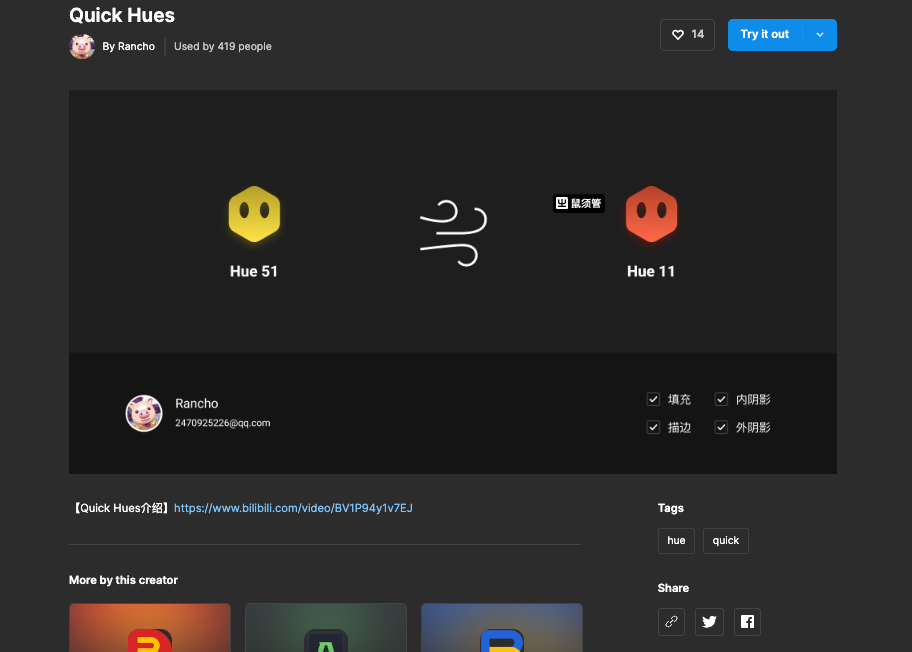 Quick Hues
By Rancho
Used by 419 people
14
Try it out
鼠须管
Hue 51
Hue 11
Rancho
2470925226@qq.com
填充
内阴影
描边
外阴影
【Quick Hues介绍】https://www.bilibili.com/video/BV1P94y1v7EJ
Tags
hue
quick
More by this creator
Share